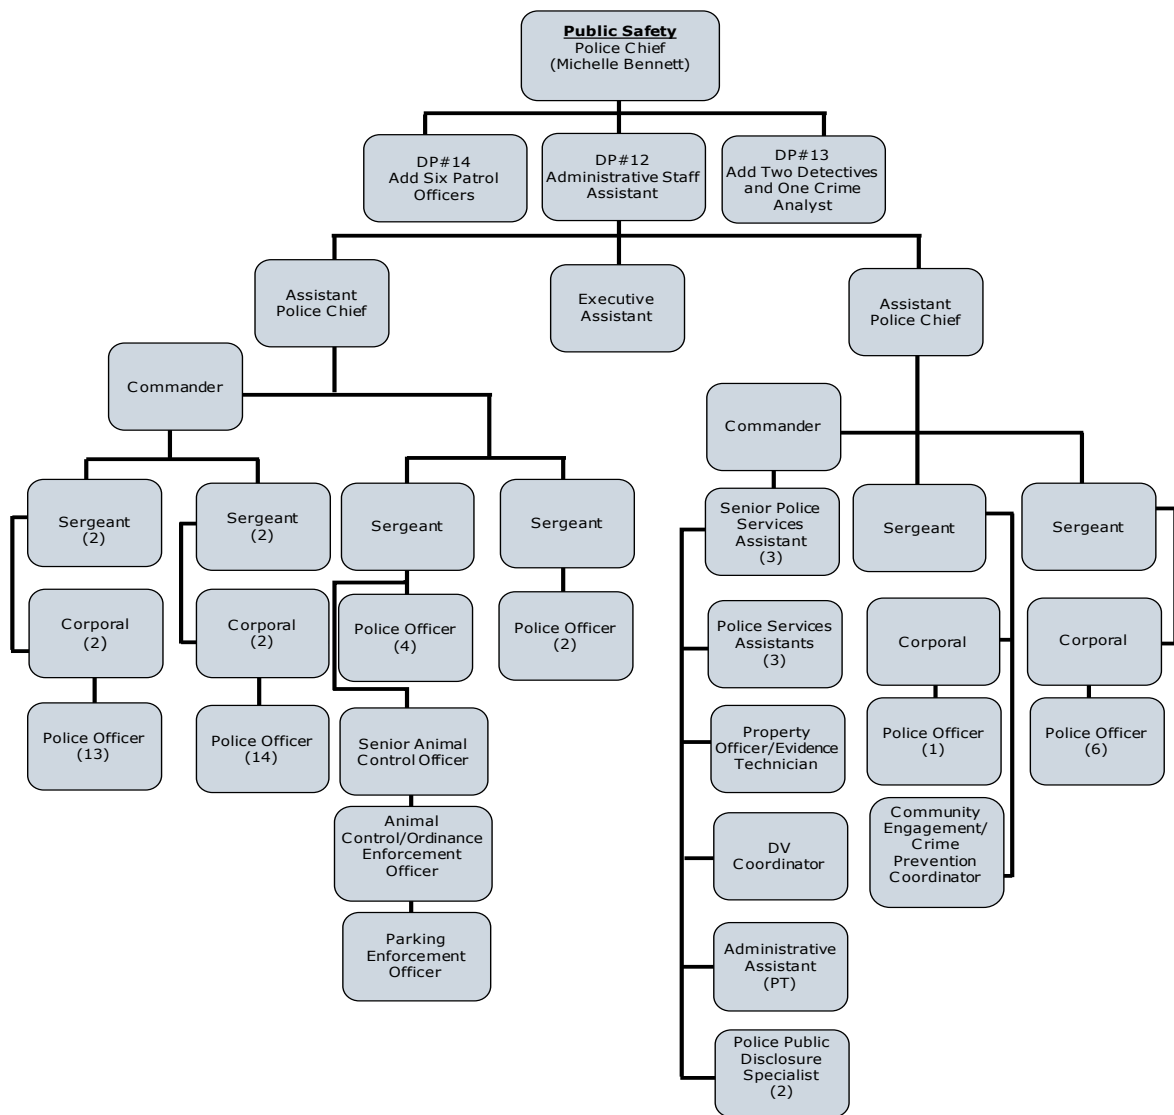 Public Safety
Police Chief
(Michelle Bennett)
DP#14
Add Six Patrol
Officers
DP#12
Administrative Staff
Assistant
DP#13
Add Two Detectives
and One Crime
Analyst
Assistant
Police Chief
Executive
Assistant
Assistant
Police Chief
Commander
Commander
Sergeant
(2)
Sergeant
(2)
Sergeant
Sergeant
Senior Police
Services
Assistant
(3)
Sergeant
Sergeant
Corporal
(2)
Corporal
(2)
Police Officer
(4)
Police Officer
(2)
Police Services
Assistants
(3)
Corporal
Corporal
Police Officer
(13)
Police Officer
(14)
Senior Animal
Control Officer
Property
Officer/Evidence
Technician
Police Officer
(1)
Police Officer
(6)
Animal
Control/Ordinance
Enforcement
Officer
DV
Coordinator
Community
Engagement/
Crime
Prevention
Coordinator
Parking
Enforcement
Officer
Administrative
Assistant
(PT)
Police Public
Disclosure
Specialist
(2)